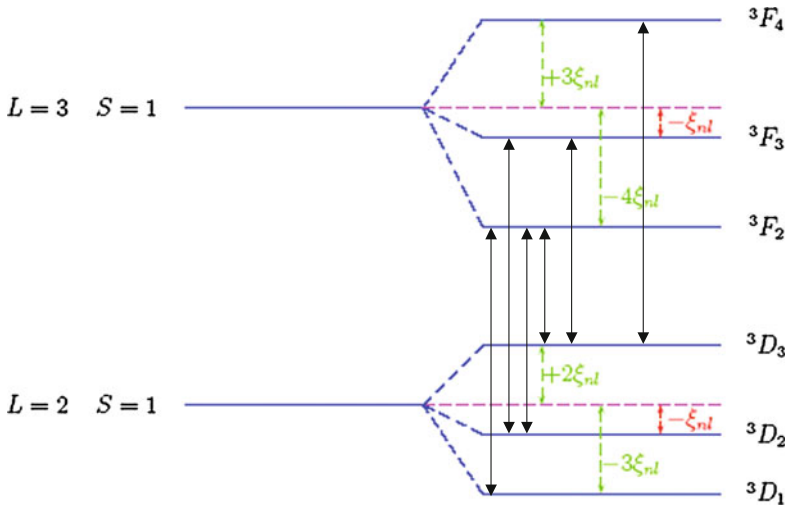 ³F₄
+3ξₙₗ
L = 3 S = 1
−ξₙₗ
³F₃
−4ξₙₗ
³F₂
³D₃
+2ξₙₗ
L = 2 S = 1
−ξₙₗ
³D₂
−3ξₙₗ
³D₁